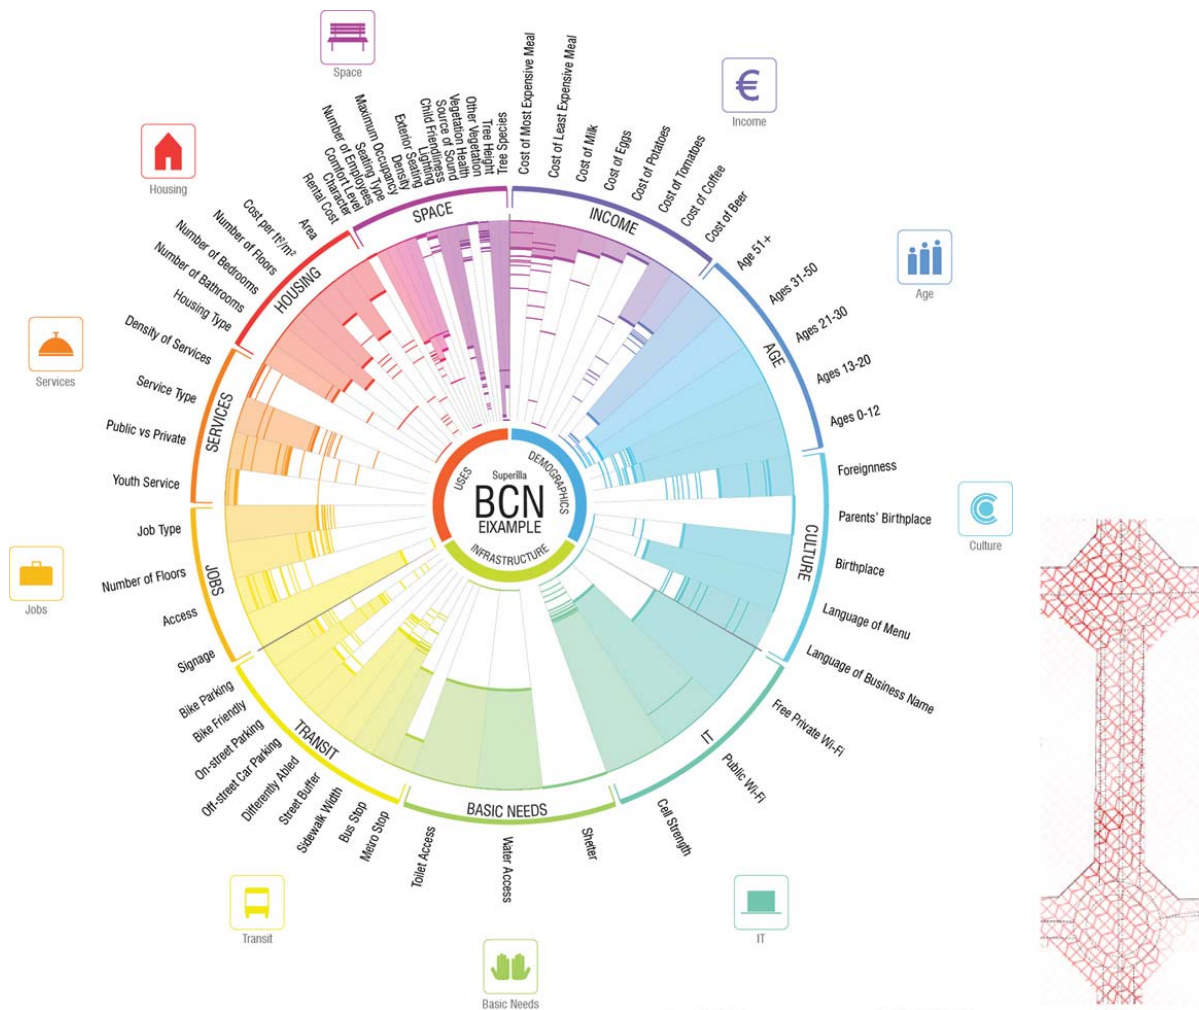 Space
Income
Housing
Age
Services
Culture
Jobs
Transit
IT
Basic Needs
SPACE
Rental Cost
Character
Comfort Level
Number of Employees
Seating Type
Maximum Occupancy
Density
Exterior Seating
Lighting
Child Friendliness
Source of Sound
Vegetation Health
Other Vegetation
Tree Height
Tree Species
INCOME
Cost of Most Expensive Meal
Cost of Least Expensive Meal
Cost of Milk
Cost of Eggs
Cost of Potatoes
Cost of Tomatoes
Cost of Coffee
Cost of Beer
AGE
Age 51+
Ages 31-50
Ages 21-30
Ages 13-20
Ages 0-12
CULTURE
Foreignness
Parents' Birthplace
Birthplace
Language of Menu
Language of Business Name
IT
Free Private Wi-Fi
Public Wi-Fi
Cell Strength
BASIC NEEDS
Shelter
Water Access
Toilet Access
TRANSIT
Metro Stop
Bus Stop
Sidewalk Width
Street Buffer
Differently Abled
Off-street Car Parking
On-street Parking
Bike Friendly
Bike Parking
JOBS
Signage
Access
Number of Floors
Job Type
SERVICES
Youth Service
Public vs Private
Service Type
Density of Services
HOUSING
Housing Type
Number of Bathrooms
Number of Bedrooms
Number of Floors
Cost per ft²/m²
Area
USES
DEMOGRAPHICS
INFRASTRUCTURE
Superilla
BCN
EIXAMPLE